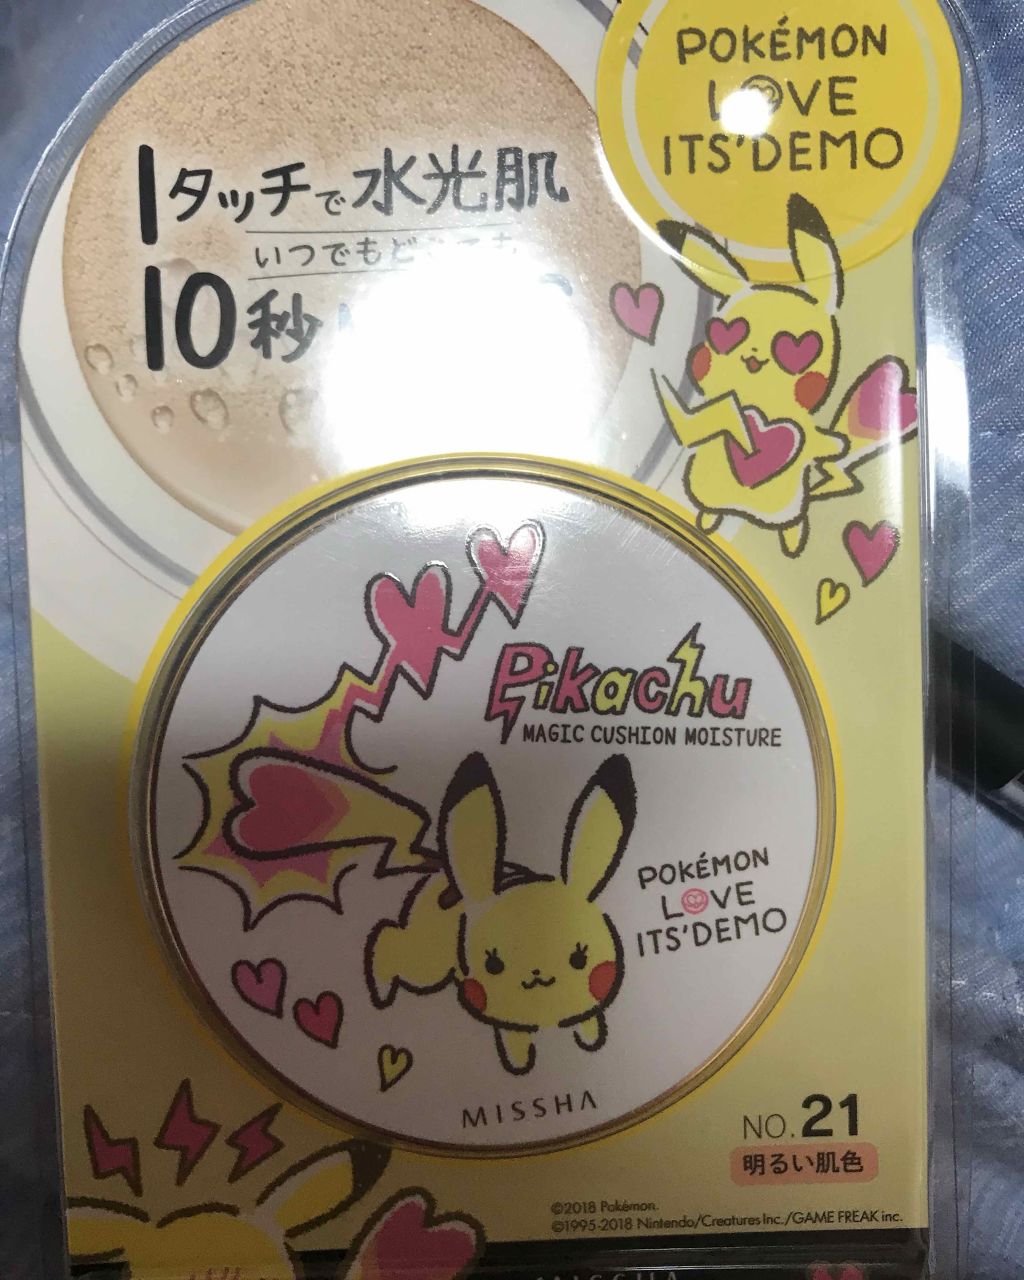 POKÉMON
LOVE
ITS'DEMO
1タッチで水光肌
いつでもど
10秒
Pikachu
MAGIC CUSHION MOISTURE
POKÉMON
LOVE
ITS'DEMO
MISSHA
NO.21
明るい肌色
©2018 Pokémon.
©1995-2018 Nintendo/Creatures Inc./GAME FREAK inc.
MISSHA